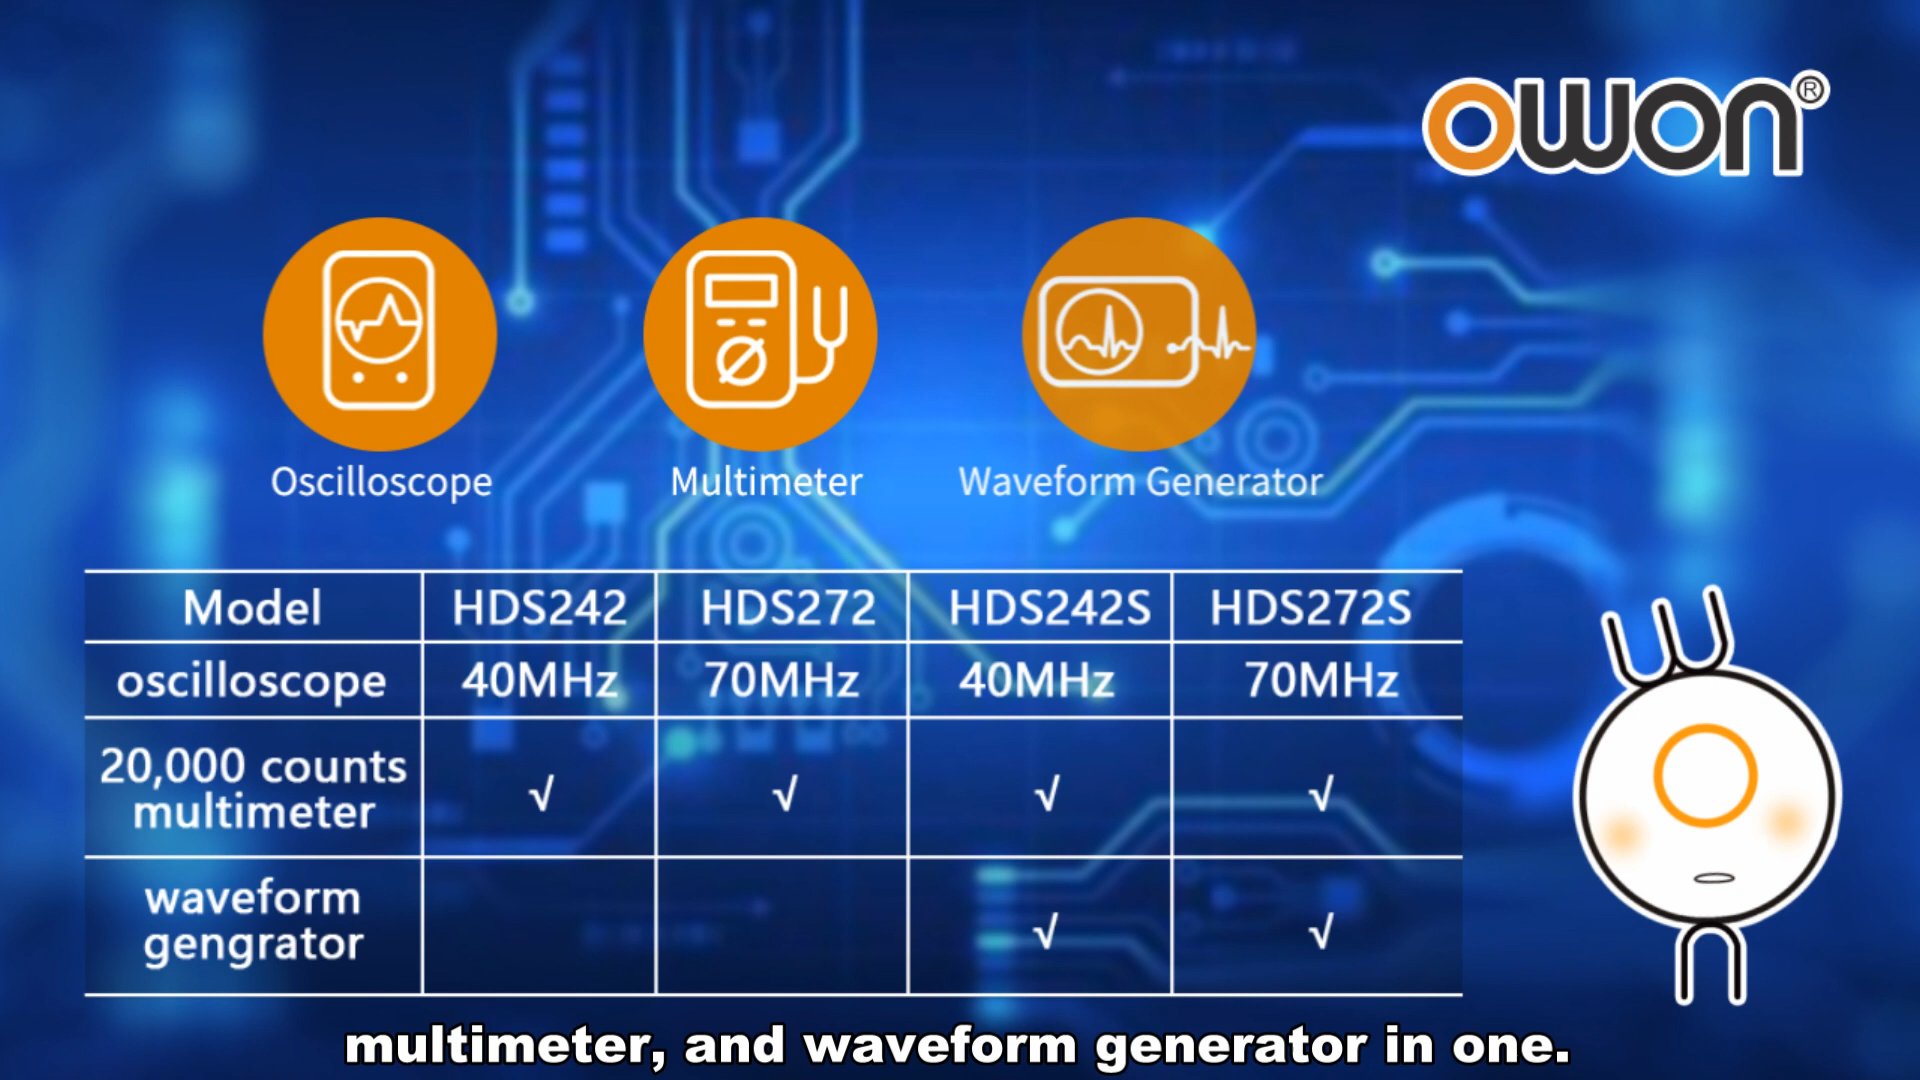 owon®
Oscilloscope
Multimeter
Waveform Generator
Model HDS242 HDS272 HDS242S HDS272S
oscilloscope 40MHz 70MHz 40MHz 70MHz
20,000 counts
multimeter √ √ √ √
waveform
gengrator √ √
multimeter, and waveform generator in one.